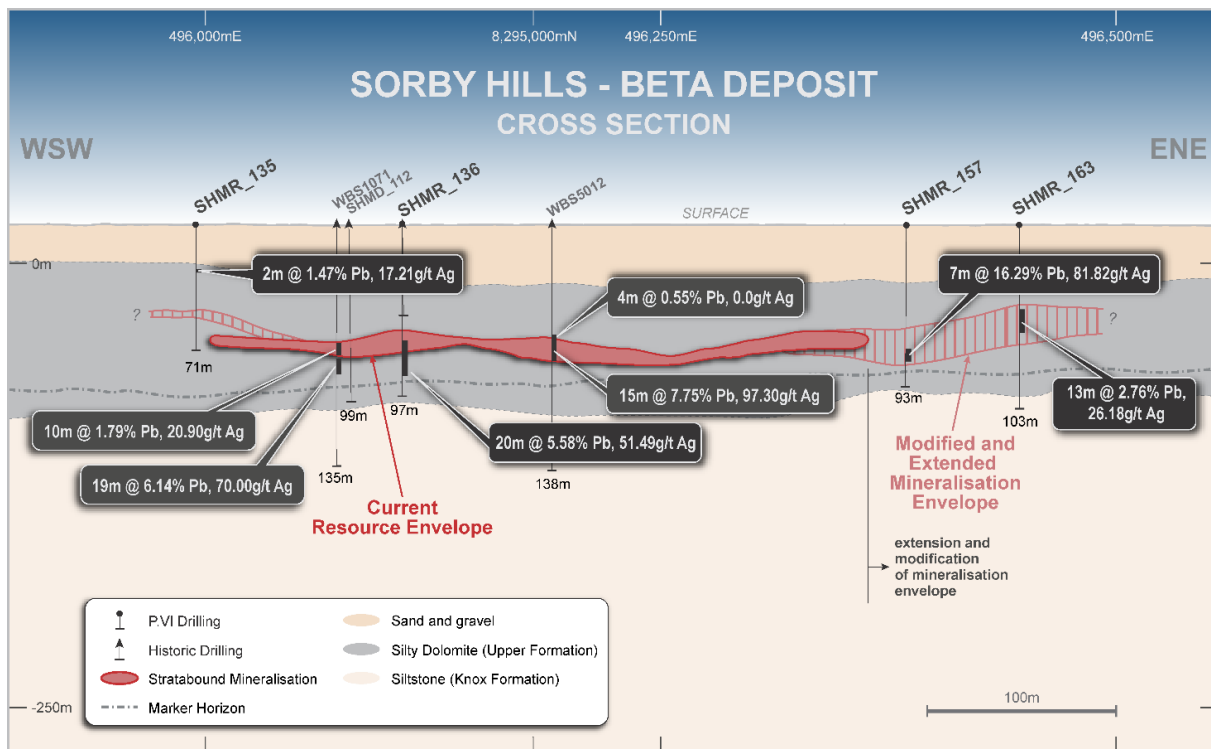 496,000mE
8,295,000mN
496,250mE
496,500mE
SORBY HILLS - BETA DEPOSIT
CROSS SECTION
WSW
ENE
SHMR_135
WBS1071
SHMD_112
SHMR_136
WBS5012
SURFACE
SHMR_157
SHMR_163
0m
2m @ 1.47% Pb, 17.21g/t Ag
4m @ 0.55% Pb, 0.0g/t Ag
7m @ 16.29% Pb, 81.82g/t Ag
?
?
71m
99m
97m
15m @ 7.75% Pb, 97.30g/t Ag
93m
103m
13m @ 2.76% Pb,
26.18g/t Ag
10m @ 1.79% Pb, 20.90g/t Ag
20m @ 5.58% Pb, 51.49g/t Ag
19m @ 6.14% Pb, 70.00g/t Ag
135m
138m
Current
Resource Envelope
Modified and
Extended
Mineralisation
Envelope
extension and
modification
of mineralisation
envelope
P.VI Drilling
Historic Drilling
Stratabound Mineralisation
Marker Horizon
Sand and gravel
Silty Dolomite (Upper Formation)
Siltstone (Knox Formation)
100m
-250m